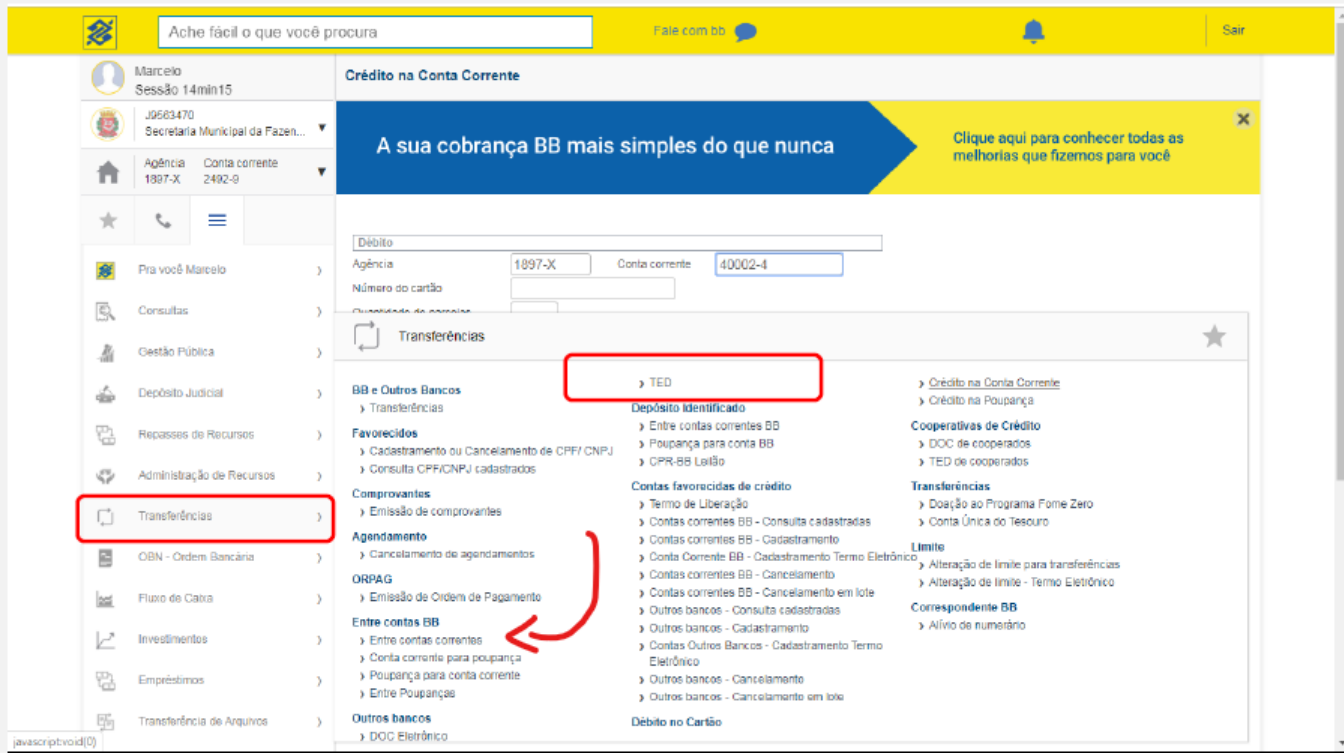 Ache fácil o que você procura
Fale com bb
Sair
Marcelo
Sessão 14min15
J9563470
Secretaria Municipal da Fazen...
Agência Conta corrente
1897-X 2492-9
Pra você Marcelo
Consultas
Gestão Pública
Depósito Judicial
Repasses de Recursos
Administração de Recursos
Transferências
OBN - Ordem Bancária
Fluxo de Caixa
Investimentos
Empréstimos
Transferência de Arquivos
javascript:void(0)
Crédito na Conta Corrente
A sua cobrança BB mais simples do que nunca
Clique aqui para conhecer todas as
melhorias que fizemos para você
Débito
Agência 1897-X Conta corrente 40002-4
Número do cartão
Quantidade de parcelas
Transferências
BB e Outros Bancos
Transferências
Favorecidos
Cadastramento ou Cancelamento de CPF/ CNPJ
Consulta CPF/CNPJ cadastrados
Comprovantes
Emissão de comprovantes
Agendamento
Cancelamento de agendamentos
ORPAG
Emissão de Ordem de Pagamento
Entre contas BB
Entre contas correntes
Conta corrente para poupança
Poupança para conta corrente
Entre Poupanças
Outros bancos
DOC Eletrônico
TED
Depósito Identificado
Entre contas correntes BB
Poupança para conta BB
CPR-BB Leilão
Contas favorecidas de crédito
Termo de Liberação
Contas correntes BB - Consulta cadastradas
Contas correntes BB - Cadastramento
Conta Corrente BB - Cadastramento Termo Eletrônico
Contas correntes BB - Cancelamento
Contas correntes BB - Cancelamento em lote
Outros bancos - Consulta cadastradas
Outros bancos - Cadastramento
Contas Outros Bancos - Cadastramento Termo
Eletrônico
Outros bancos - Cancelamento
Outros bancos - Cancelamento em lote
Débito no Cartão
Crédito na Conta Corrente
Crédito na Poupança
Cooperativas de Crédito
DOC de cooperados
TED de cooperados
Transferências
Doação ao Programa Fome Zero
Conta Única do Tesouro
Limite
Alteração de limite para transferências
Alteração de limite - Termo Eletrônico
Correspondente BB
Alívio de numerário